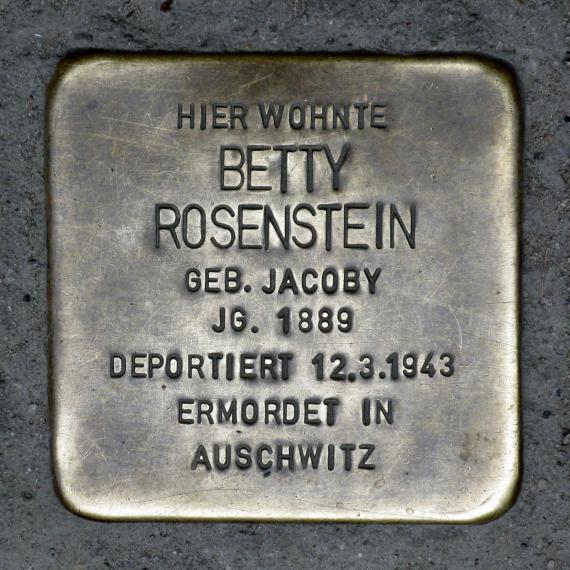 HIER WOHNTE
BETTY
ROSENSTEIN
GEB. JACOBY
JG. 1889
DEPORTIERT 12.3.1943
ERMORDET IN
AUSCHWITZ